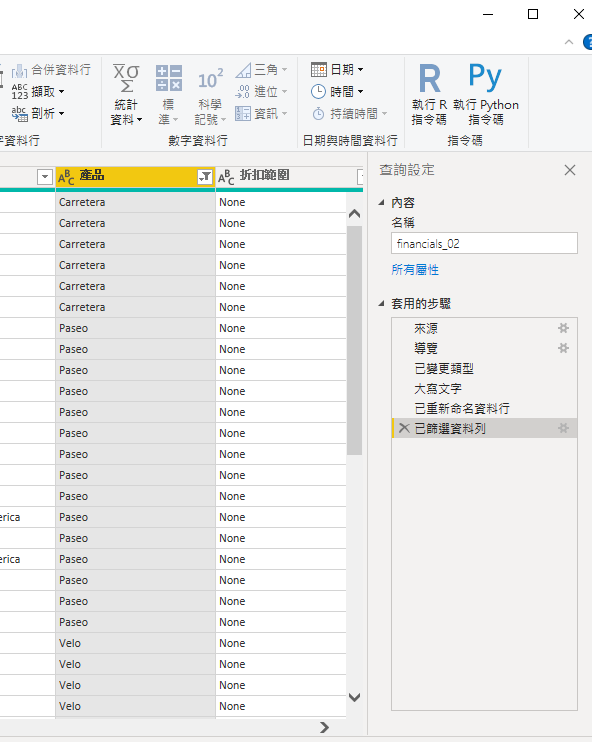 合併資料行
ABC
123
擷取
abc
剖析
字資料行
X̄σ
Σ
統計
資料
標
準
10²
科學
記號
三角
.00
進位
資訊
數字資料行
日期
時間
持續時間
日期與時間資料行
R
執行 R
指令碼
Py
執行 Python
指令碼
指令碼
ABC 產品
ABC 折扣範圍
Carretera None
Carretera None
Carretera None
Carretera None
Carretera None
Carretera None
Paseo None
Paseo None
Paseo None
Paseo None
Paseo None
Paseo None
Paseo None
Paseo None
Paseo None
erica Paseo None
Paseo None
erica Paseo None
Paseo None
Paseo None
Paseo None
Velo None
Velo None
Velo None
Velo None
查詢設定
內容
名稱
financials_02
所有屬性
套用的步驟
來源
導覽
已變更類型
大寫文字
已重新命名資料行
已篩選資料列